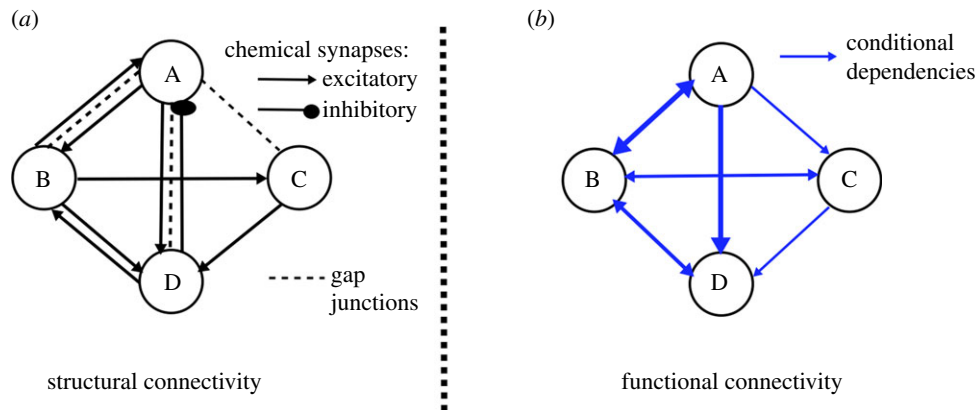 (a)
chemical synapses:
excitatory
inhibitory
A
B
C
D
gap
junctions
structural connectivity
(b)
conditional
dependencies
A
B
C
D
functional connectivity